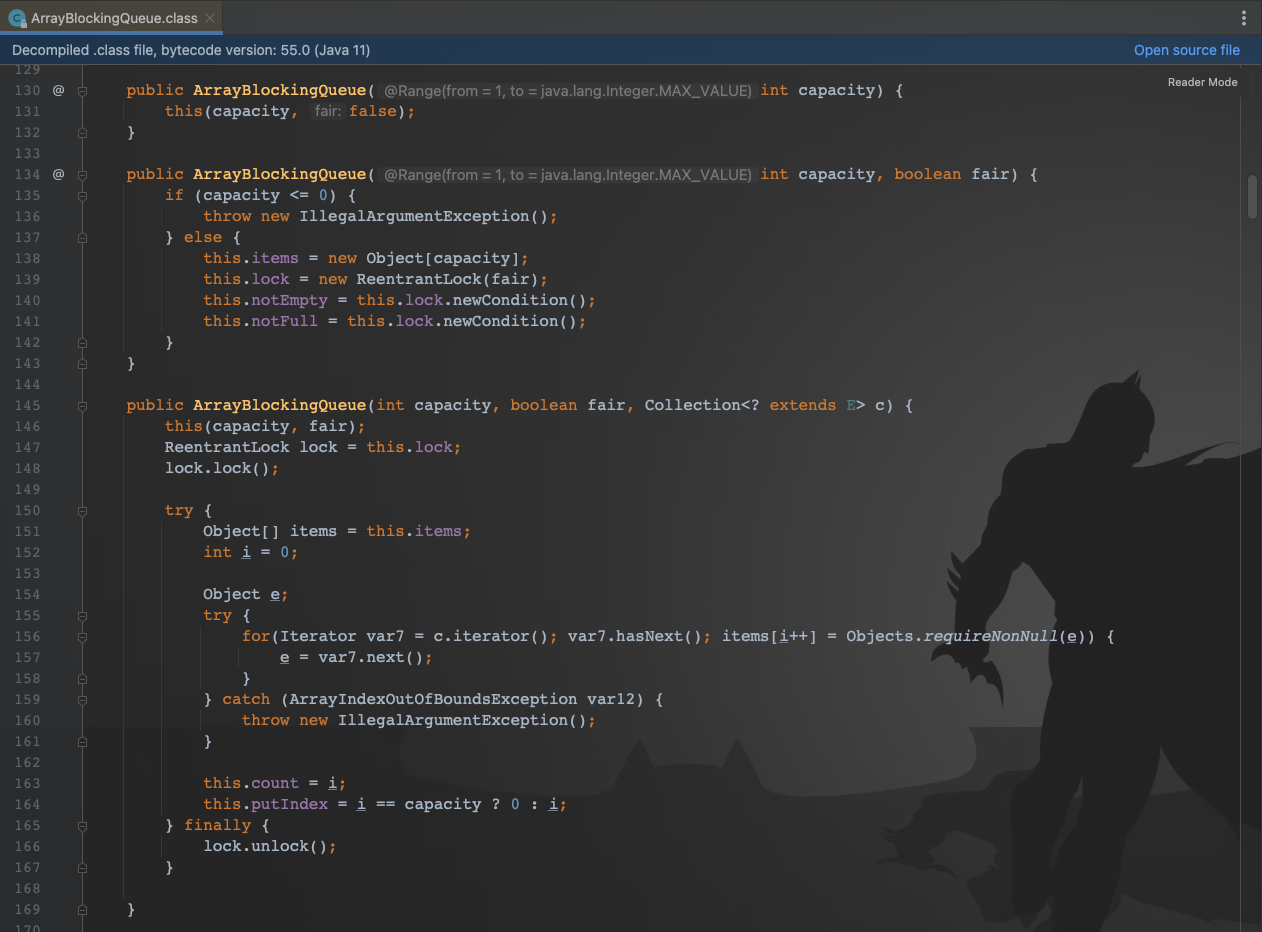 ArrayBlockingQueue.class
Decompiled .class file, bytecode version: 55.0 (Java 11) Open source file
Reader Mode
129
130 @ public ArrayBlockingQueue( @Range(from = 1, to = java.lang.Integer.MAX_VALUE) int capacity) {
131 this(capacity, fair: false);
132 }
133
134 @ public ArrayBlockingQueue( @Range(from = 1, to = java.lang.Integer.MAX_VALUE) int capacity, boolean fair) {
135 if (capacity <= 0) {
136 throw new IllegalArgumentException();
137 } else {
138 this.items = new Object[capacity];
139 this.lock = new ReentrantLock(fair);
140 this.notEmpty = this.lock.newCondition();
141 this.notFull = this.lock.newCondition();
142 }
143 }
144
145 public ArrayBlockingQueue(int capacity, boolean fair, Collection<? extends E> c) {
146 this(capacity, fair);
147 ReentrantLock lock = this.lock;
148 lock.lock();
149
150 try {
151 Object[] items = this.items;
152 int i = 0;
153
154 Object e;
155 try {
156 for(Iterator var7 = c.iterator(); var7.hasNext(); items[i++] = Objects.requireNonNull(e)) {
157 e = var7.next();
158 }
159 } catch (ArrayIndexOutOfBoundsException var12) {
160 throw new IllegalArgumentException();
161 }
162
163 this.count = i;
164 this.putIndex = i == capacity ? 0 : i;
165 } finally {
166 lock.unlock();
167 }
168
169 }
170